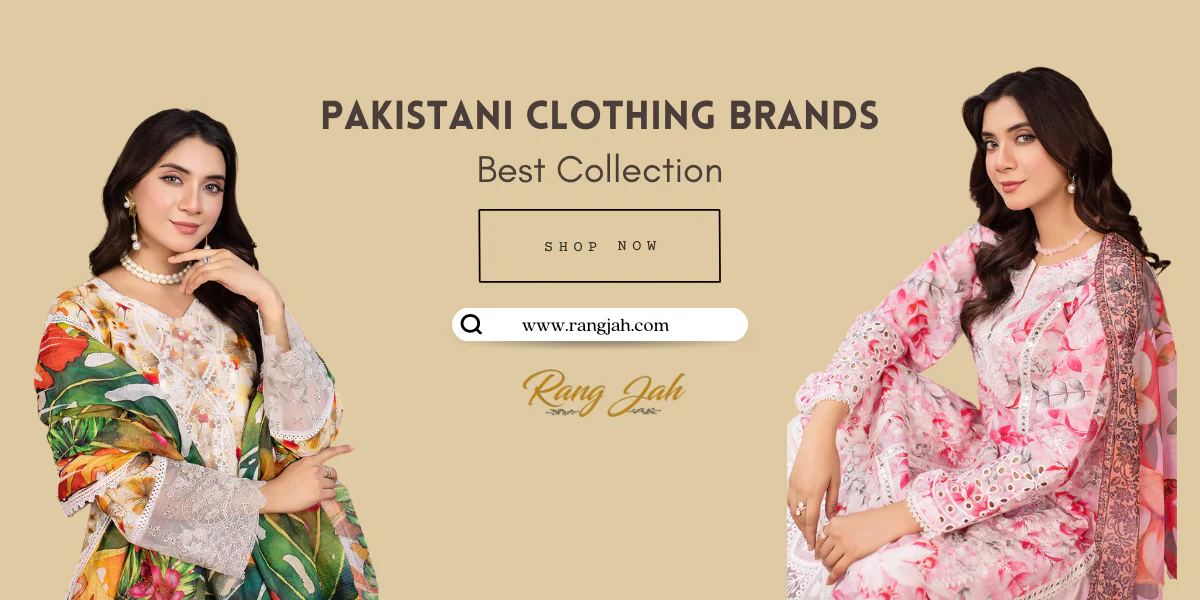 PAKISTANI CLOTHING BRANDS
Best Collection
SHOP NOW
www.rangjah.com
Rang Jah